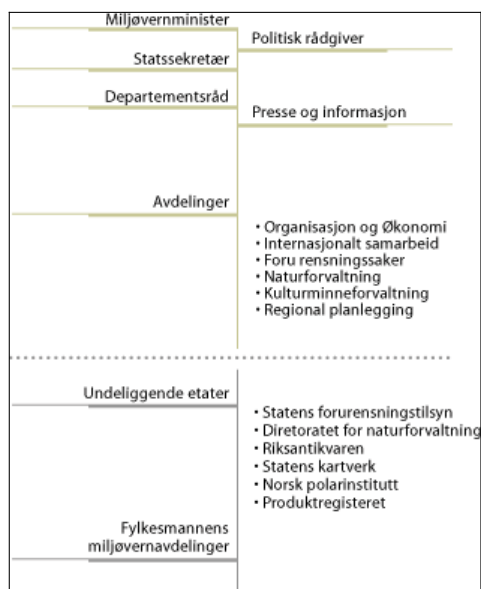 Miljøvernminister
Politisk rådgiver
Statssekretær
Departementsråd
Presse og informasjon
Avdelinger
• Organisasjon og Økonomi
• Internasjonalt samarbeid
• Foru rensningssaker
• Naturforvaltning
• Kulturminneforvaltning
• Regional planlegging
Undeliggende etater
• Statens forurensningstilsyn
• Diretoratet for naturforvaltning
• Riksantikvaren
• Statens kartverk
• Norsk polarinstitutt
• Produktregisteret
Fylkesmannens
miljøvernavdelinger